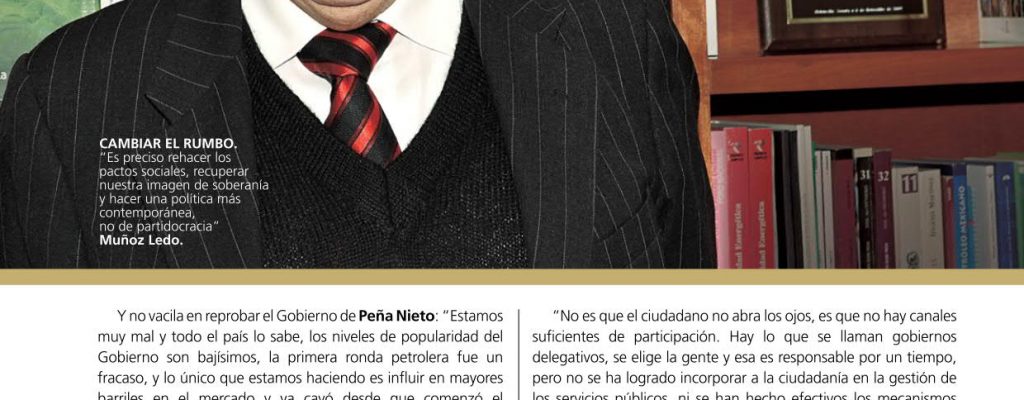 CAMBIAR EL RUMBO.
“Es preciso rehacer los
pactos sociales, recuperar
nuestra imagen de soberanía
y hacer una política más
contemporánea,
no de partidocracia”
Muñoz Ledo.
31
32
11
Energética
Energética
Y no vacila en reprobar el Gobierno de Peña Nieto: “Estamos
muy mal y todo el país lo sabe, los niveles de popularidad del
Gobierno son bajísimos, la primera ronda petrolera fue un
fracaso, y lo único que estamos haciendo es influir en mayores
barriles en el mercado y ya cayó desde que comenzó el
“No es que el ciudadano no abra los ojos, es que no hay canales
suficientes de participación. Hay lo que se llaman gobiernos
delegativos, se elige la gente y esa es responsable por un tiempo,
pero no se ha logrado incorporar a la ciudadanía en la gestión de
los servicios públicos, ni se han hecho efectivos los mecanismos